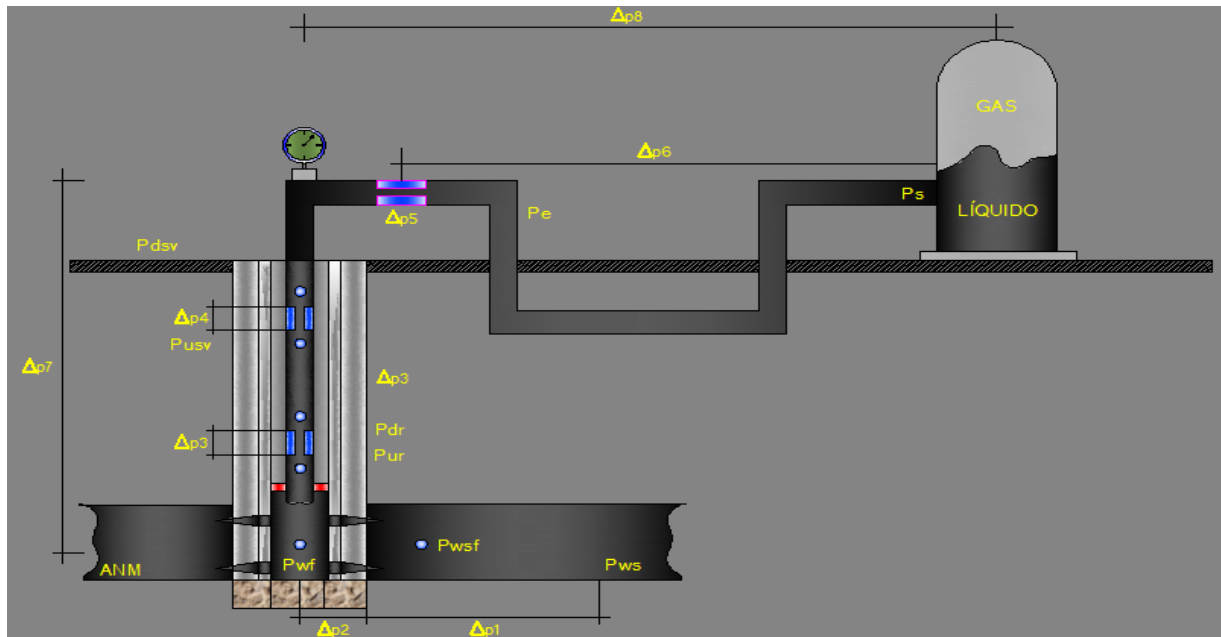 Δp8
GAS
Δp6
Ps
Δp5
Pe
LÍQUIDO
Pdsv
Δp4
Pusv
Δp7
Δp3
Pdr
Δp3
Pur
Pwsf
ANM
Pwf
Pws
Δp2
Δp1